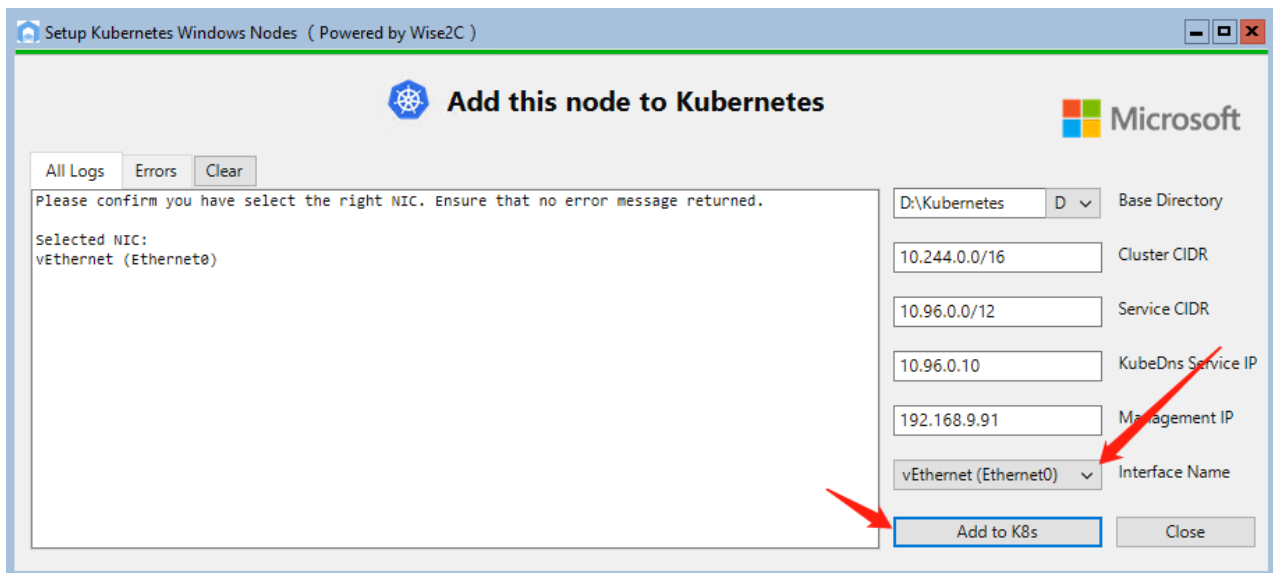 Setup Kubernetes Windows Nodes ( Powered by Wise2C )
Add this node to Kubernetes
Microsoft
All Logs Errors Clear
Please confirm you have select the right NIC. Ensure that no error message returned.
Selected NIC:
vEthernet (Ethernet0)
D:\Kubernetes D Base Directory
10.244.0.0/16 Cluster CIDR
10.96.0.0/12 Service CIDR
10.96.0.10 KubeDns Service IP
192.168.9.91 Management IP
vEthernet (Ethernet0) Interface Name
Add to K8s Close